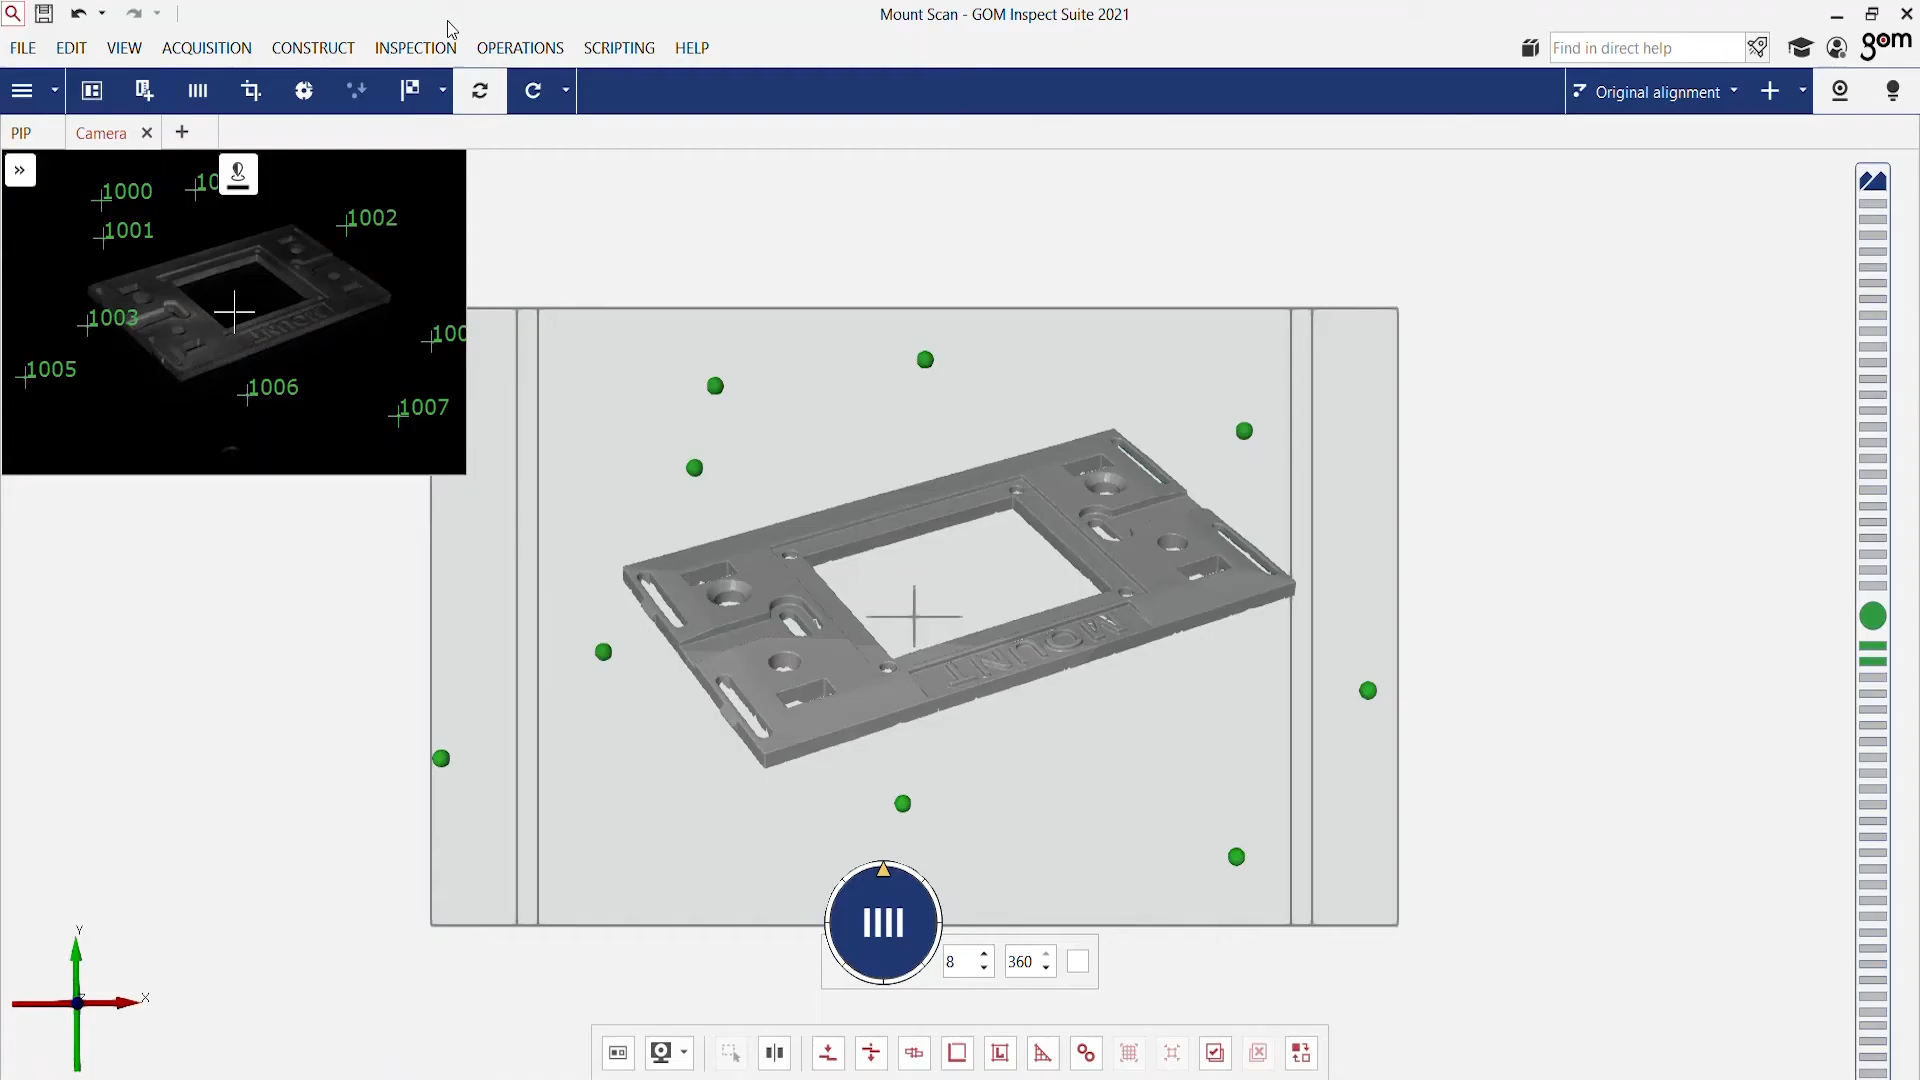 Mount Scan - GOM Inspect Suite 2021
FILE EDIT VIEW ACQUISITION CONSTRUCT INSPECTION OPERATIONS SCRIPTING HELP
Find in direct help
gom
Original alignment
PIP Camera
1000
1002
1001
1003
1005
1006
1007
MOUNT
8 360
Y
X